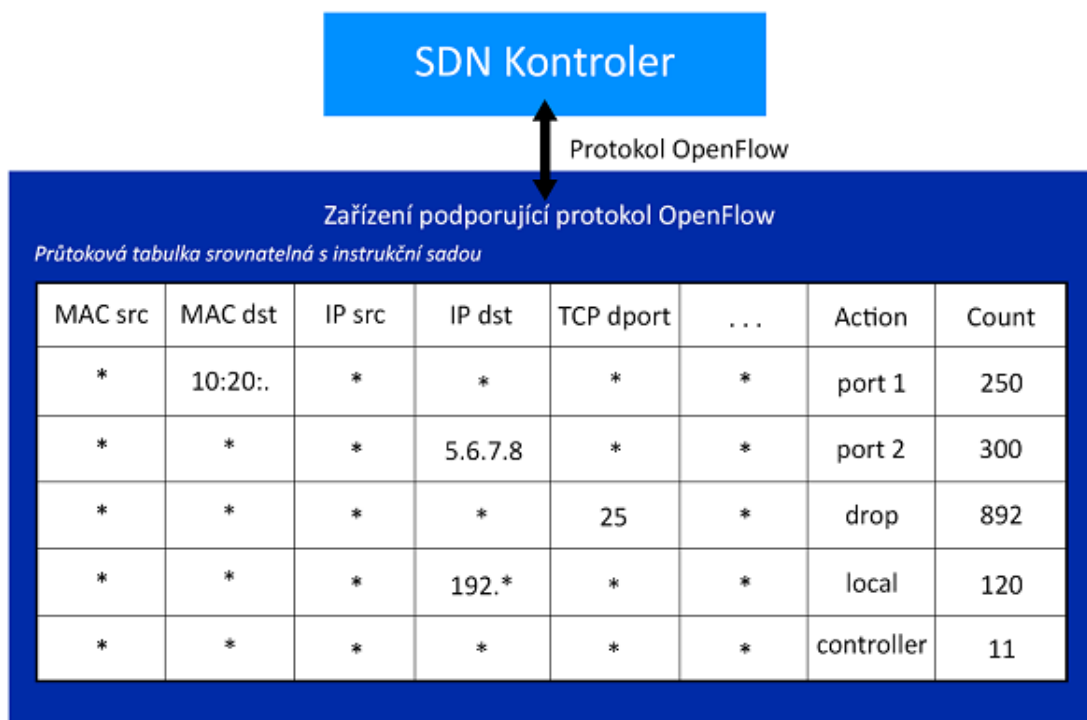 SDN Kontroler
Protokol OpenFlow
Zařízení podporující protokol OpenFlow
Průtoková tabulka srovnatelná s instrukční sadou
MAC src MAC dst IP src IP dst TCP dport ... Action Count
* 10:20:. * * * * port 1 250
* * * 5.6.7.8 * * port 2 300
* * * * 25 * drop 892
* * * 192.* * * local 120
* * * * * * controller 11